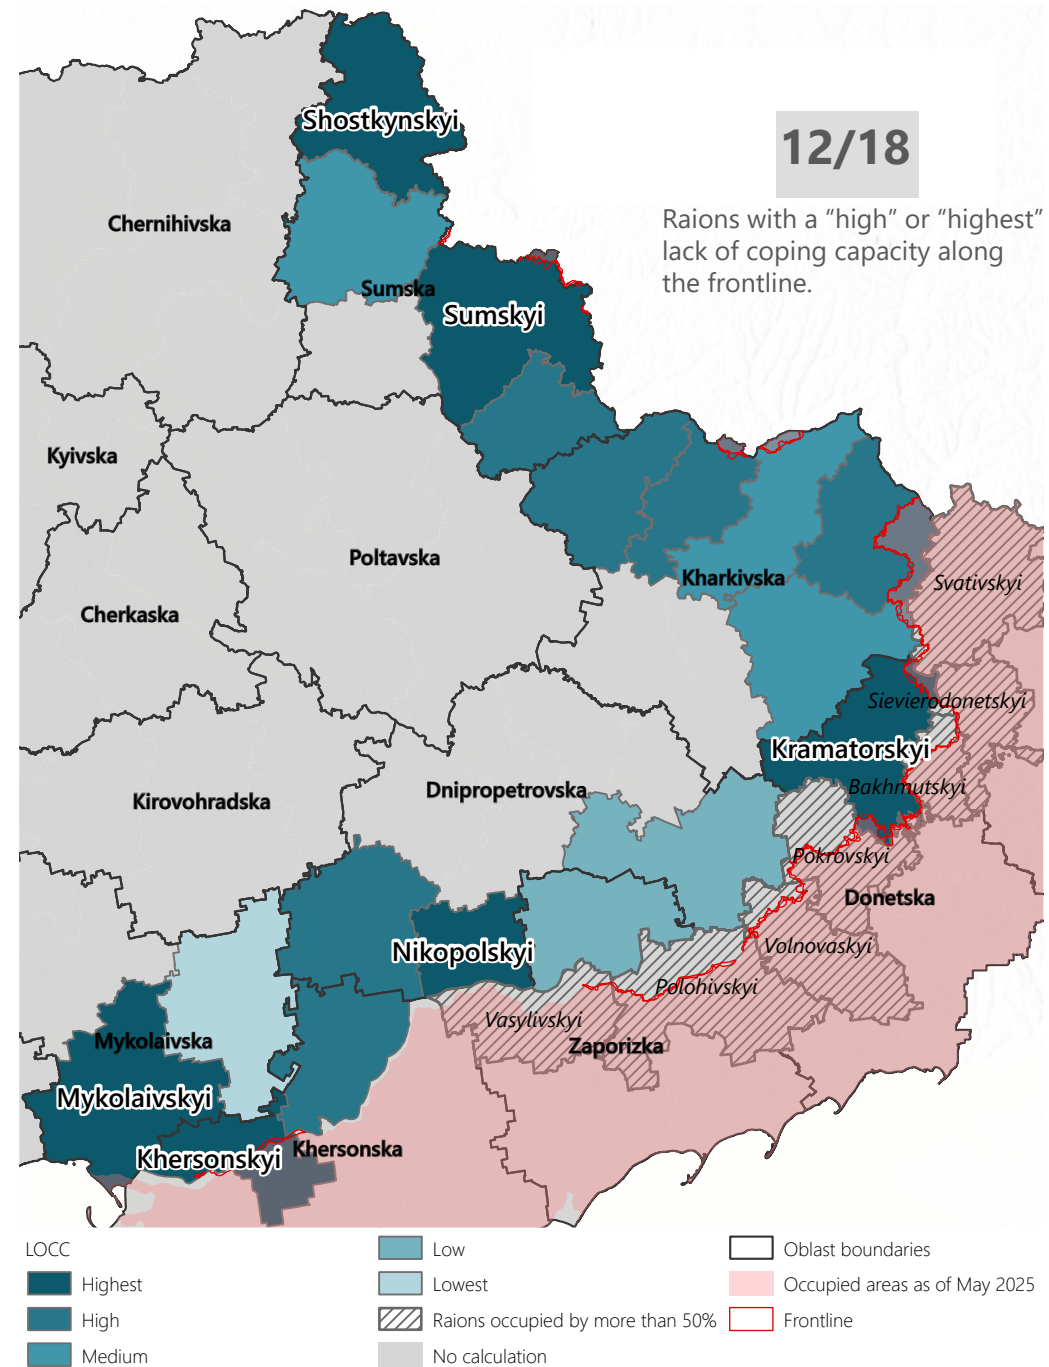 Shostkynskyi
12/18
Raions with a “high” or “highest”
lack of coping capacity along
the frontline.
Chernihivska
Sumska
Sumskyi
Kyivska
Poltavska
Kharkivska
Svativskyi
Cherkaska
Sievierodonetskyi
Kramatorskyi
Bakhmutskyi
Dnipropetrovska
Kirovohradska
Pokrovskyi
Donetska
Nikopolskyi
Volnovaskyi
Polohivskyi
Vasylivskyi
Zaporizka
Mykolaivska
Mykolaivskyi
Khersonska
Khersonskyi
LOCC
Highest
High
Medium
Low
Lowest
Raions occupied by more than 50%
No calculation
Oblast boundaries
Occupied areas as of May 2025
Frontline